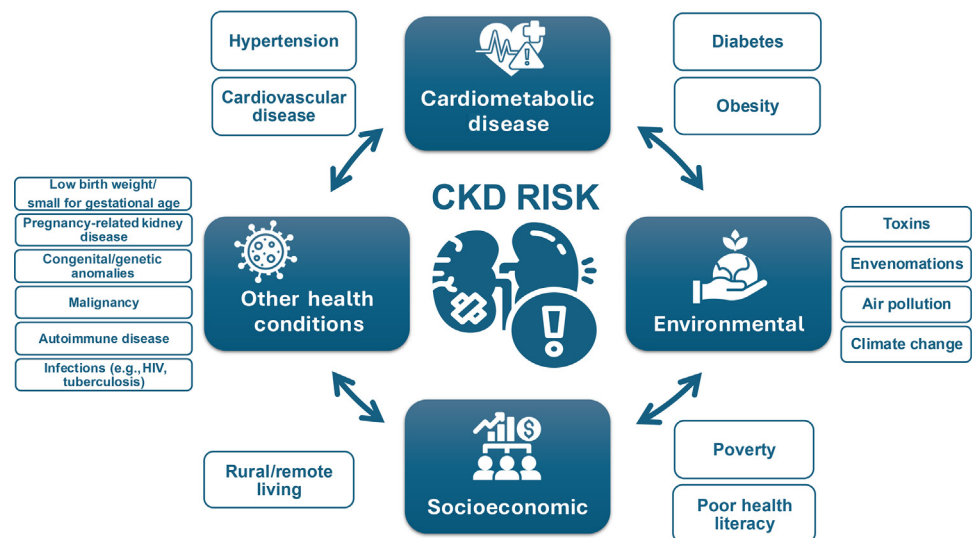 Hypertension
Cardiovascular
disease
Cardiometabolic
disease
Diabetes
Obesity
CKD RISK
Low birth weight/
small for gestational age
Pregnancy-related kidney
disease
Congenital/genetic
anomalies
Malignancy
Autoimmune disease
Infections (e.g., HIV,
tuberculosis)
Other health
conditions
Environmental
Toxins
Envenomations
Air pollution
Climate change
Rural/remote
living
$
Socioeconomic
Poverty
Poor health
literacy